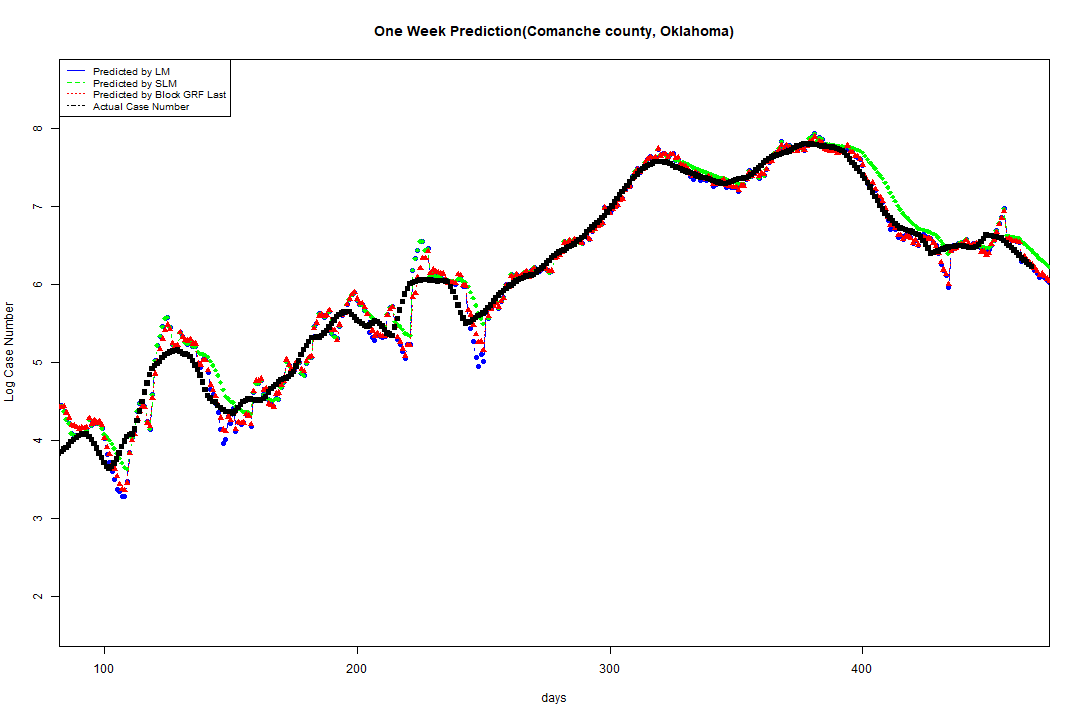 One Week Prediction(Comanche county, Oklahoma)
Predicted by LM
Predicted by SLM
Predicted by Block GRF Last
Actual Case Number
8
7
6
5
4
3
2
Log Case Number
100 200 300 400
days